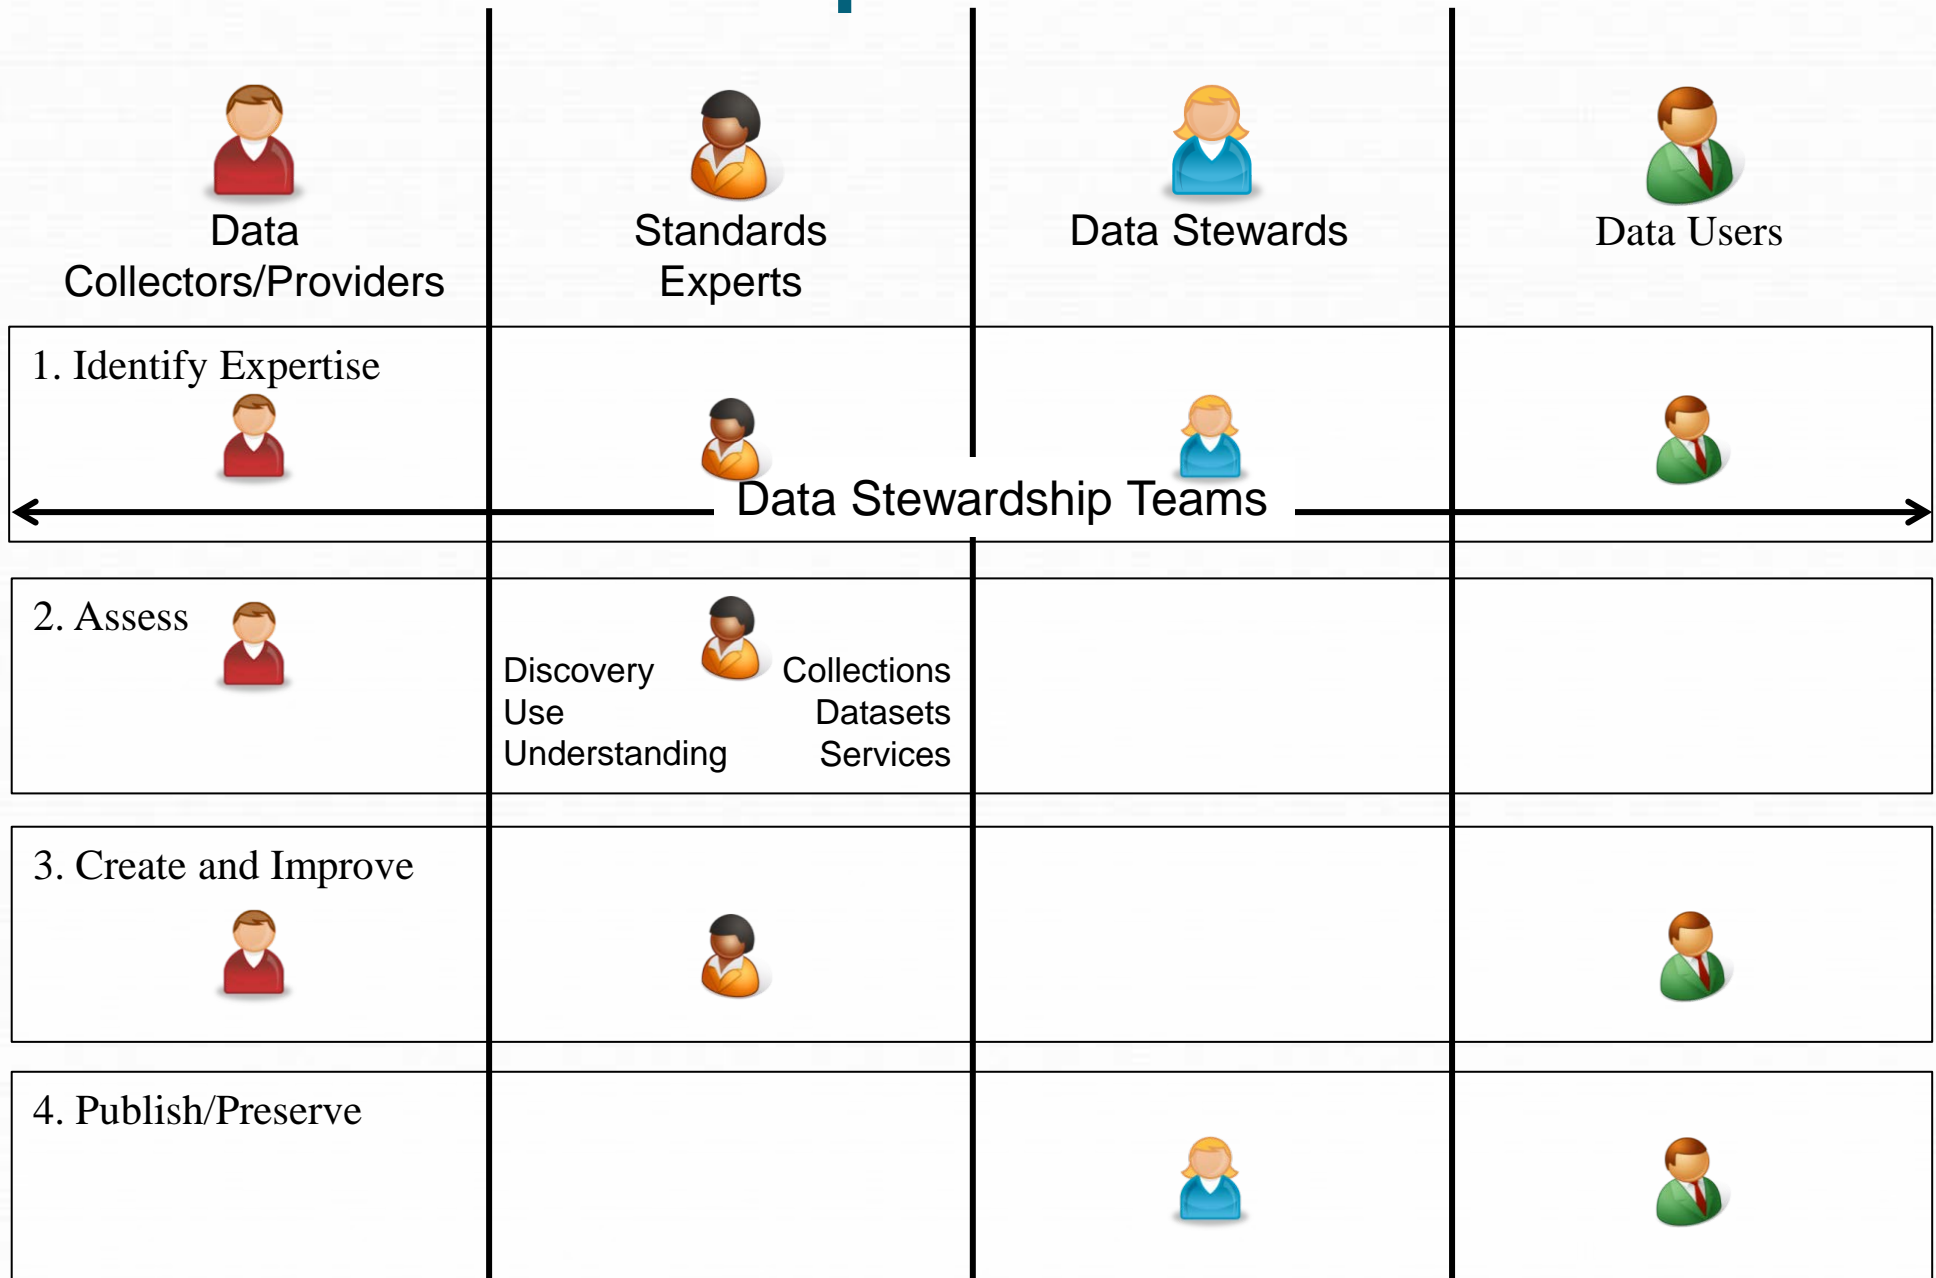 Data
Collectors/Providers
Standards
Experts
Data Stewards
Data Users
1. Identify Expertise
Data Stewardship Teams
2. Assess
Discovery
Use
Understanding
Collections
Datasets
Services
3. Create and Improve
4. Publish/Preserve